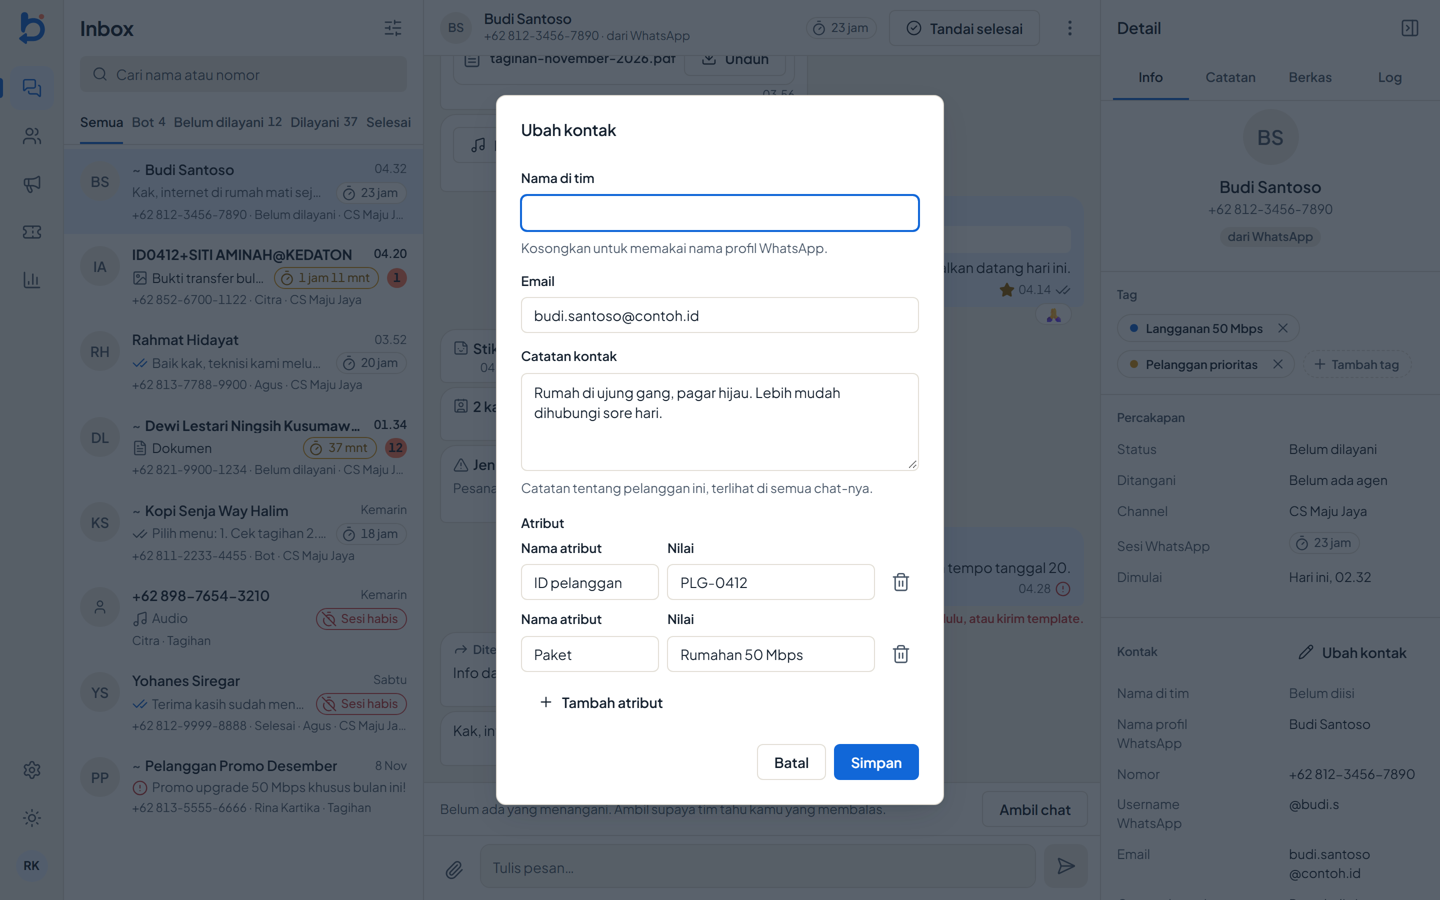 Inbox
Cari nama atau nomor
Semua
Bot 4
Belum dilayani 12
Dilayani 37
Selesai
BS
~ Budi Santoso
04.32
Kak, internet di rumah mati sej...
23 jam
+62 812-3456-7890 · Belum dilayani · CS Maju J...
IA
ID0412+SITI AMINAH@KEDATON
04.20
Bukti transfer bul...
1 jam 11 mnt
1
+62 852-6700-1122 · Citra · CS Maju Jaya
RH
Rahmat Hidayat
03.52
Baik kak, teknisi kami melu...
20 jam
+62 813-7788-9900 · Agus · CS Maju Jaya
DL
~ Dewi Lestari Ningsih Kusumaw...
01.34
Dokumen
37 mnt
12
+62 821-9900-1234 · Belum dilayani · CS Maju J...
KS
~ Kopi Senja Way Halim
Kemarin
Pilih menu: 1. Cek tagihan 2....
18 jam
+62 811-2233-4455 · Bot · CS Maju Jaya
+62 898-7654-3210
Kemarin
Audio
Sesi habis
Citra · Tagihan
YS
Yohanes Siregar
Sabtu
Terima kasih sudah men...
Sesi habis
+62 812-9999-8888 · Selesai · Agus · CS Maju Ja...
PP
~ Pelanggan Promo Desember
8 Nov
Promo upgrade 50 Mbps khusus bulan ini!
+62 813-5555-6666 · Rina Kartika · Tagihan
RK
BS
Budi Santoso
+62 812-3456-7890 · dari WhatsApp
23 jam
Tandai selesai
tagihan-november-2026.pdf
Unduh
03.56
lkan datang hari ini.
04.14
Stik
04
2 ka
Jen
Pesana
tempo tanggal 20.
04.28
lulu, atau kirim template.
Dite
Info da
Kak, in
Belum ada yang menangani. Ambil supaya tim tahu kamu yang membalas.
Ambil chat
Tulis pesan...
Ubah kontak
Nama di tim
Kosongkan untuk memakai nama profil WhatsApp.
Email
budi.santoso@contoh.id
Catatan kontak
Rumah di ujung gang, pagar hijau. Lebih mudah
dihubungi sore hari.
Catatan tentang pelanggan ini, terlihat di semua chat-nya.
Atribut
Nama atribut
Nilai
ID pelanggan
PLG-0412
Nama atribut
Nilai
Paket
Rumahan 50 Mbps
Tambah atribut
Batal
Simpan
Detail
Info
Catatan
Berkas
Log
BS
Budi Santoso
+62 812-3456-7890
dari WhatsApp
Tag
Langganan 50 Mbps
Pelanggan prioritas
Tambah tag
Percakapan
Status
Belum dilayani
Ditangani
Belum ada agen
Channel
CS Maju Jaya
Sesi WhatsApp
23 jam
Dimulai
Hari ini, 02.32
Kontak
Ubah kontak
Nama di tim
Belum diisi
Nama profil
WhatsApp
Budi Santoso
Nomor
+62 812-3456-7890
Username
WhatsApp
@budi.s
Email
budi.santoso
@contoh.id